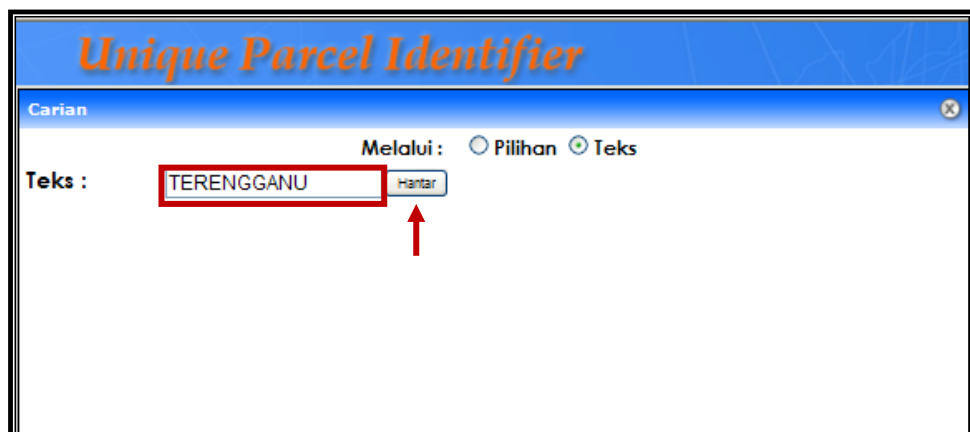 Unique Parcel Identifier
Carian
Melalui : Pilihan Teks
Teks : TERENGGANU Hantar